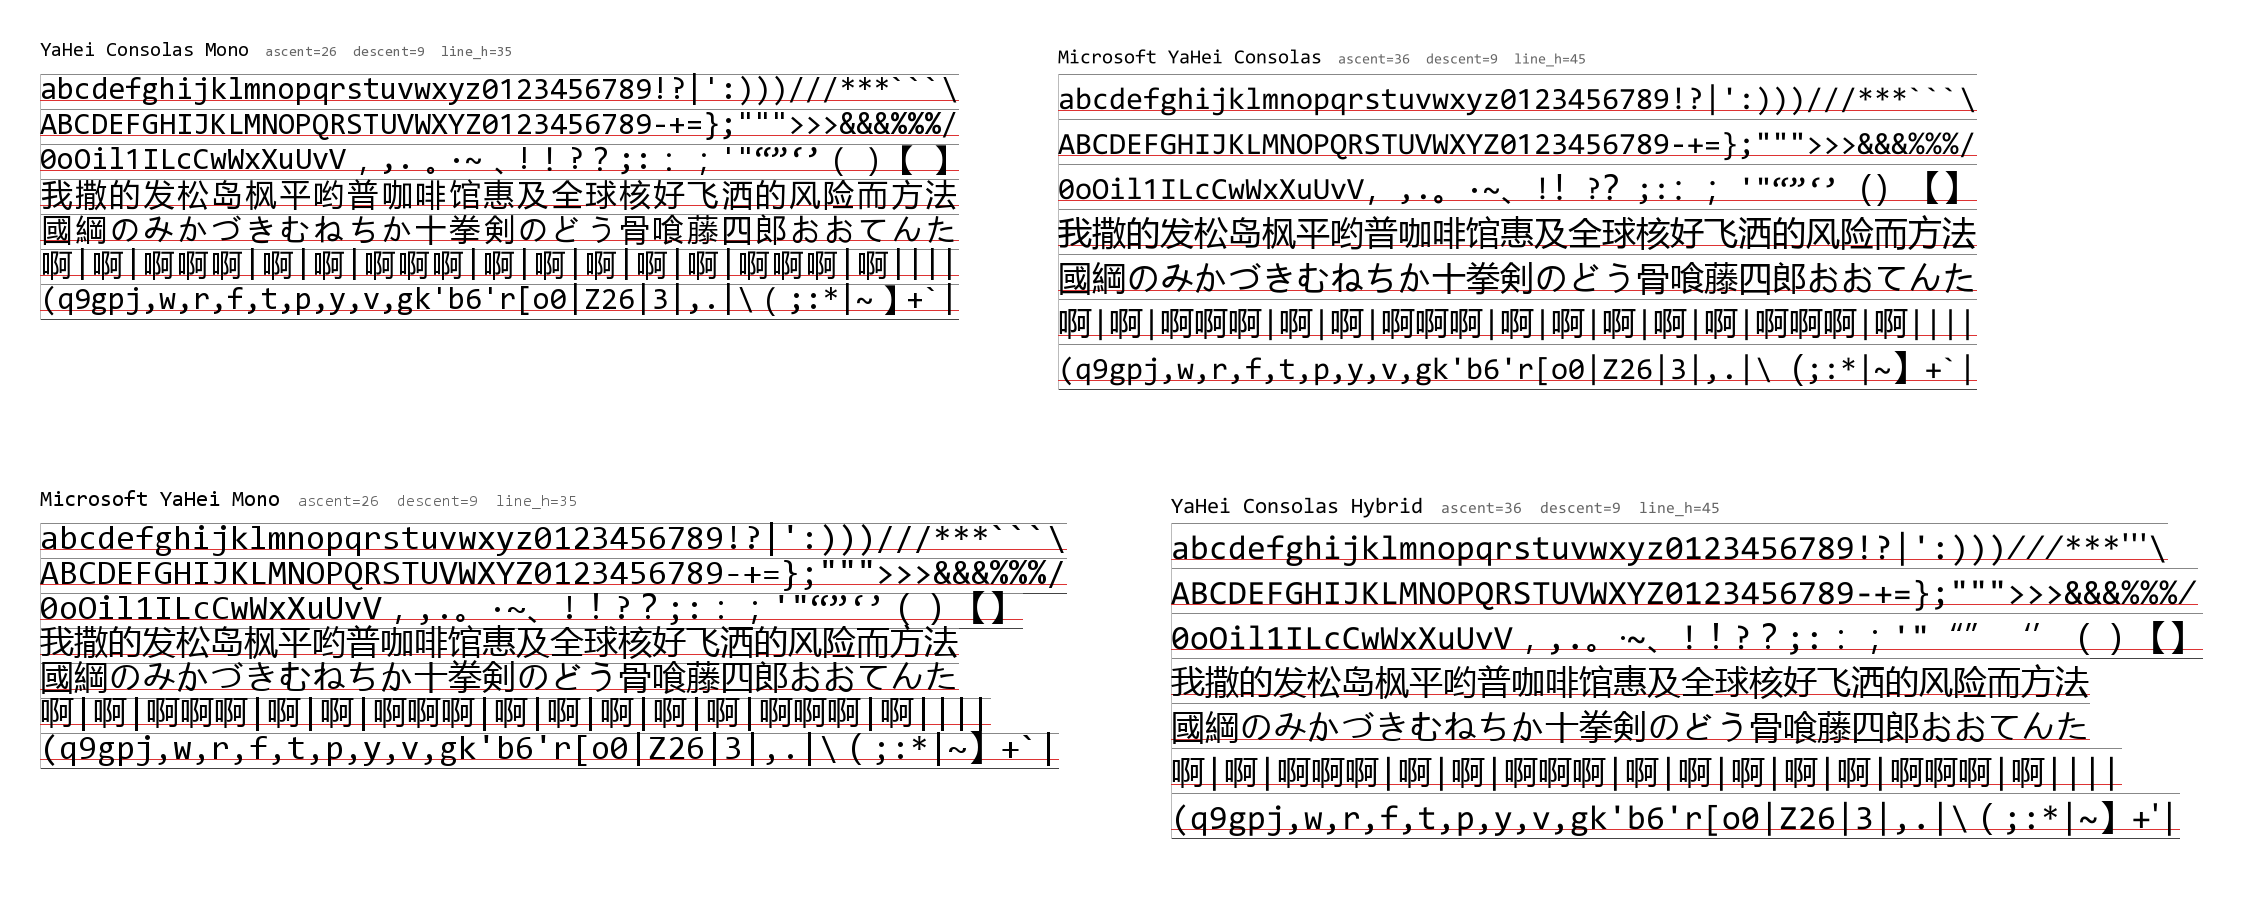 YaHei Consolas Mono ascent=26 descent=9 line_h=35
abcdefghijklmnopqrstuvwxyz0123456789!?|':)))///***```\
ABCDEFGHIJKLMNOPQRSTUVWXYZ0123456789-+=};""">>>&&&%%%/
0oOil1ILcCwWxXuUvV，,.。·~、!！?？;:：；'"“”‘’（）【】
我撒的发松岛枫平哟普咖啡馆惠及全球核好飞洒的风险而方法
國綱のみかづきむねちか十拳剣のどう骨喰藤四郎おおてんた
啊|啊|啊啊啊|啊|啊|啊啊啊|啊|啊|啊|啊|啊|啊啊啊|啊||||
(q9gpj,w,r,f,t,p,y,v,gk'b6'r[o0|Z26|3|,.|\（;:*|~】+`|
Microsoft YaHei Consolas ascent=36 descent=9 line_h=45
abcdefghijklmnopqrstuvwxyz0123456789!?|':)))///***```\
ABCDEFGHIJKLMNOPQRSTUVWXYZ0123456789-+=};""">>>&&&%%%/
0oOil1ILcCwWxXuUvV，,.。·~、!！?？;:：；'"“”‘’（）【】
我撒的发松岛枫平哟普咖啡馆惠及全球核好飞洒的风险而方法
國綱のみかづきむねちか十拳剣のどう骨喰藤四郎おおてんた
啊|啊|啊啊啊|啊|啊|啊啊啊|啊|啊|啊|啊|啊|啊啊啊|啊||||
(q9gpj,w,r,f,t,p,y,v,gk'b6'r[o0|Z26|3|,.|\（;:*|~】+`|
Microsoft YaHei Mono ascent=26 descent=9 line_h=35
abcdefghijklmnopqrstuvwxyz0123456789!?|':)))///***```\
ABCDEFGHIJKLMNOPQRSTUVWXYZ0123456789-+=};""">>>&&&%%%/
0oOil1ILcCwWxXuUvV，,.。·~、!！?？;:：；'"“”‘’（）【】
我撒的发松岛枫平哟普咖啡馆惠及全球核好飞洒的风险而方法
國綱のみかづきむねちか十拳剣のどう骨喰藤四郎おおてんた
啊|啊|啊啊啊|啊|啊|啊啊啊|啊|啊|啊|啊|啊|啊啊啊|啊||||
(q9gpj,w,r,f,t,p,y,v,gk'b6'r[o0|Z26|3|,.|\（;:*|~】+`|
YaHei Consolas Hybrid ascent=36 descent=9 line_h=45
abcdefghijklmnopqrstuvwxyz0123456789!?|':)))///***```\
ABCDEFGHIJKLMNOPQRSTUVWXYZ0123456789-+=};""">>>&&&%%%/
0oOil1ILcCwWxXuUvV，,.。·~、!！?？;:：；'"“”‘’（）【】
我撒的发松岛枫平哟普咖啡馆惠及全球核好飞洒的风险而方法
國綱のみかづきむねちか十拳剣のどう骨喰藤四郎おおてんた
啊|啊|啊啊啊|啊|啊|啊啊啊|啊|啊|啊|啊|啊|啊啊啊|啊||||
(q9gpj,w,r,f,t,p,y,v,gk'b6'r[o0|Z26|3|,.|\（;:*|~】+`|